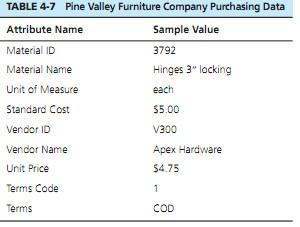 TABLE 4-7 Pine Valley Furniture Company Purchasing Data
Attribute Name Sample Value
Material ID 3792
Material Name Hinges 3" locking
Unit of Measure each
Standard Cost $5.00
Vendor ID V300
Vendor Name Apex Hardware
Unit Price $4.75
Terms Code 1
Terms COD